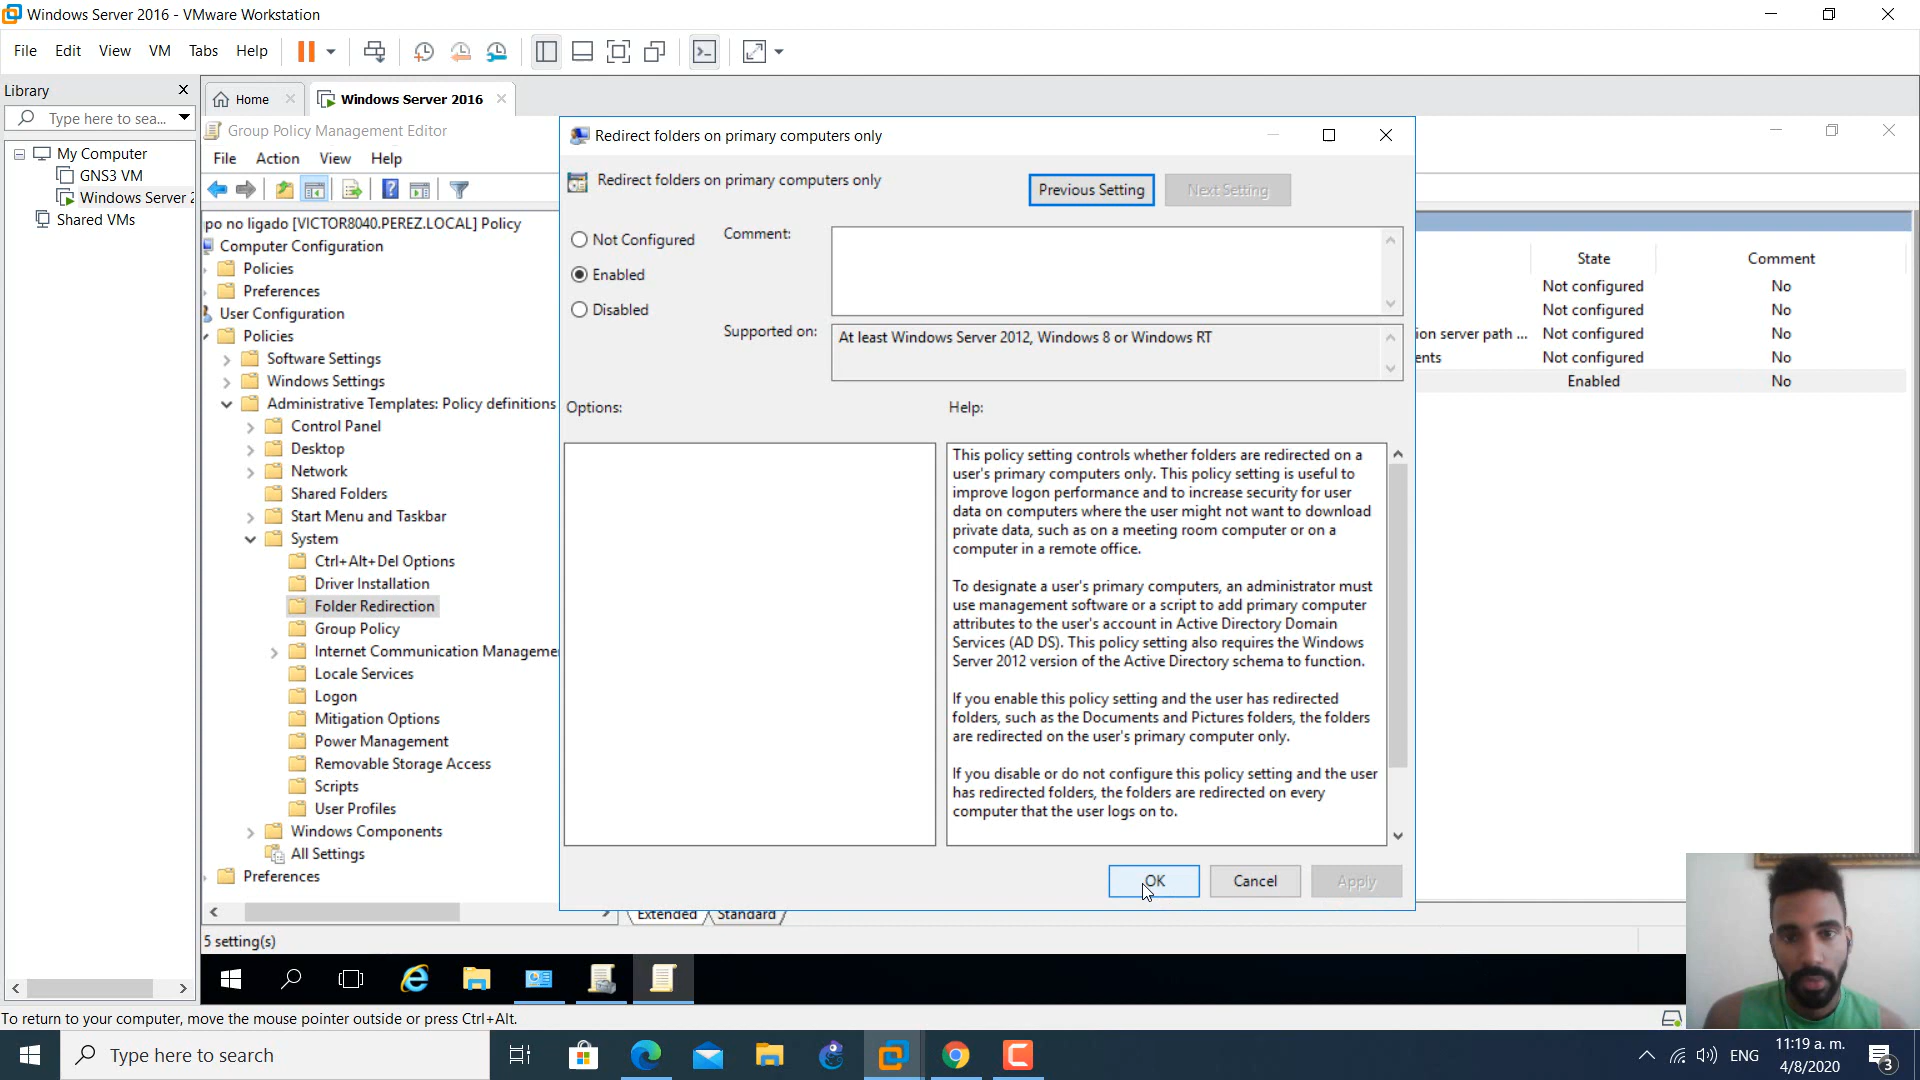 Windows Server 2016 - VMware Workstation
File Edit View VM Tabs Help
Library
Type here to sea...
My Computer
GNS3 VM
Windows Server 2
Shared VMs
Home
Windows Server 2016
Group Policy Management Editor
File Action View Help
po no ligado [VICTOR8040.PEREZ.LOCAL] Policy
Computer Configuration
Policies
Preferences
User Configuration
Policies
Software Settings
Windows Settings
Administrative Templates: Policy definitions
Control Panel
Desktop
Network
Shared Folders
Start Menu and Taskbar
System
Ctrl+Alt+Del Options
Driver Installation
Folder Redirection
Group Policy
Internet Communication Manageme
Locale Services
Logon
Mitigation Options
Power Management
Removable Storage Access
Scripts
User Profiles
Windows Components
All Settings
Preferences
Redirect folders on primary computers only
Redirect folders on primary computers only
Previous Setting
Next Setting
Not Configured
Enabled
Disabled
Comment:
Supported on:
At least Windows Server 2012, Windows 8 or Windows RT
Options:
Help:
This policy setting controls whether folders are redirected on a
user's primary computers only. This policy setting is useful to
improve logon performance and to increase security for user
data on computers where the user might not want to download
private data, such as on a meeting room computer or on a
computer in a remote office.
To designate a user's primary computers, an administrator must
use management software or a script to add primary computer
attributes to the user's account in Active Directory Domain
Services (AD DS). This policy setting also requires the Windows
Server 2012 version of the Active Directory schema to function.
If you enable this policy setting and the user has redirected
folders, such as the Documents and Pictures folders, the folders
are redirected on the user's primary computer only.
If you disable or do not configure this policy setting and the user
has redirected folders, the folders are redirected on every
computer that the user logs on to.
OK
Cancel
Apply
State Comment
Not configured No
Not configured No
ion server path ... Not configured No
ents Not configured No
Enabled No
Extended Standard
5 setting(s)
To return to your computer, move the mouse pointer outside or press Ctrl+Alt.
Type here to search
ENG
11:19 a. m.
4/8/2020
3